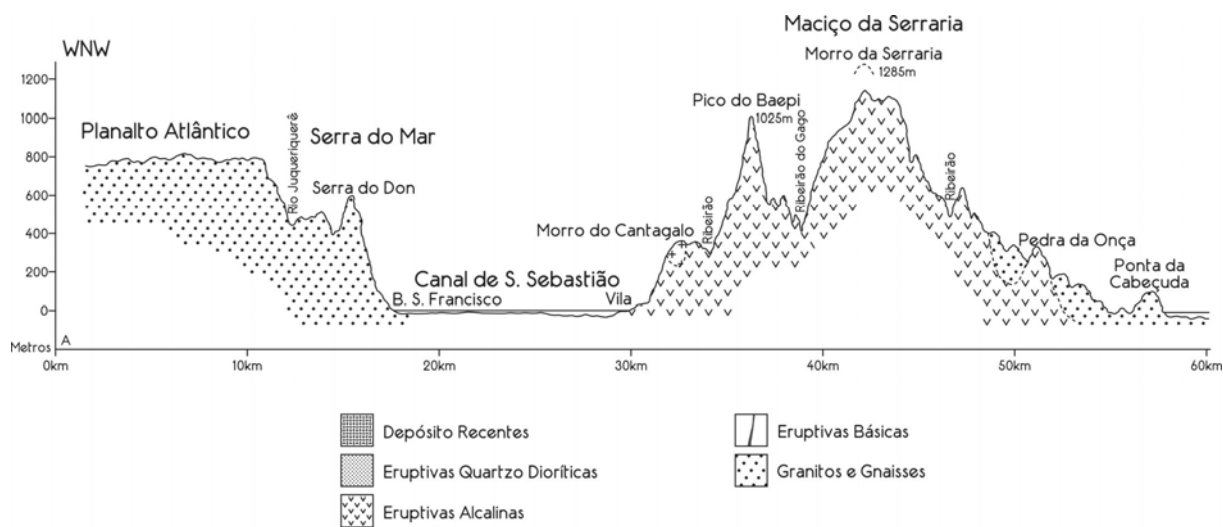 Maciço da Serraria
WNW
Morro da Serraria
1285m
1200
1000
800
600
400
200
0
Metros
Planalto Atlântico
Serra do Mar
Rio Juqueriquerê
Serra do Don
Pico do Baepi
1025m
Ribeirão do Gago
Ribeirão
Morro do Cantagalo
Ribeirão
Canal de S. Sebastião
B. S. Francisco
Vila
Pedra da Onça
Ponta da
Cabeçuda
A
0km
10km
20km
30km
40km
50km
60km
Depósito Recentes
Eruptivas Quartzo Dioríticas
Eruptivas Alcalinas
Eruptivas Básicas
Granitos e Gnaisses